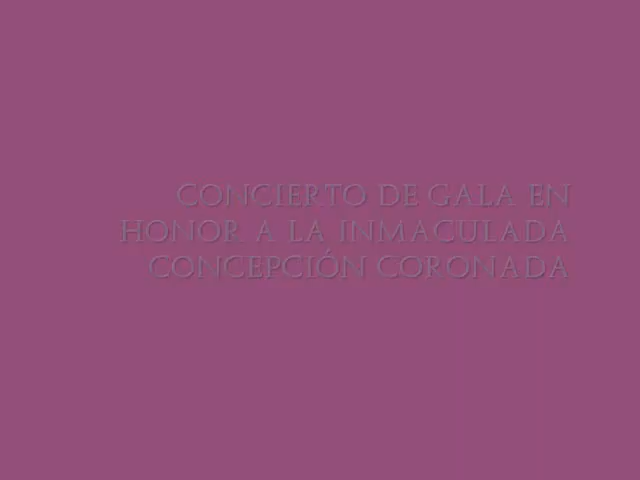 CONCIERTO DE GALA EN
HONOR A LA INMACULADA
CONCEPCIÓN CORONADA